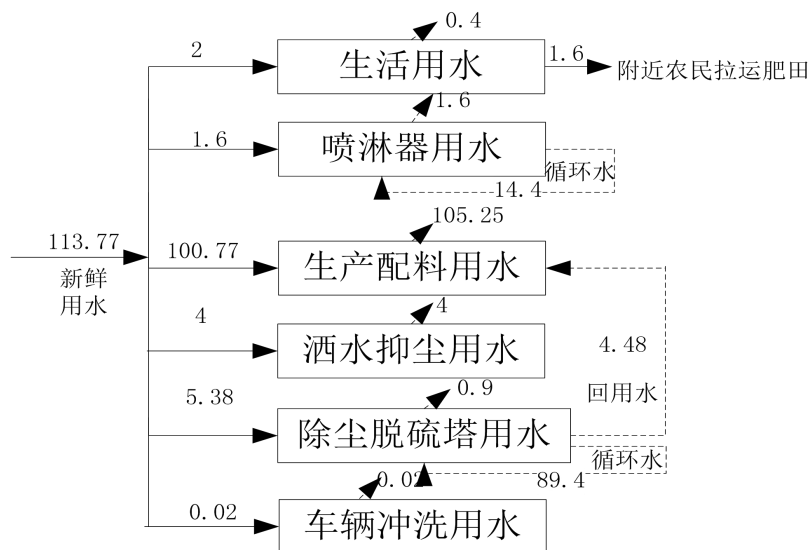 0.4
2
生活用水
1.6
附近农民拉运肥田
1.6
1.6
喷淋器用水
循环水
14.4
105.25
113.77
新鲜
用水
100.77
生产配料用水
4
4
洒水抑尘用水
4.48
回用水
0.9
5.38
除尘脱硫塔用水
循环水
89.4
0.02
0.02
车辆冲洗用水